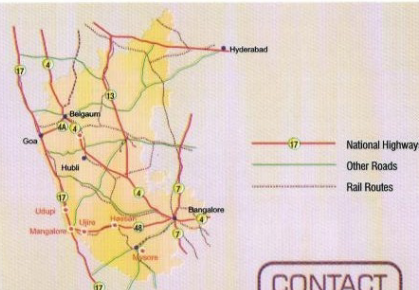 Hyderabad
17
4
13
Belgaum
4A
4
Goa
17
National Highway
Other Roads
Hubli
Rail Routes
4
7
17
Udupi
Bangalore
Ujire
Hassan
4
Mangalore
48
7
Mysore
17
CONTACT